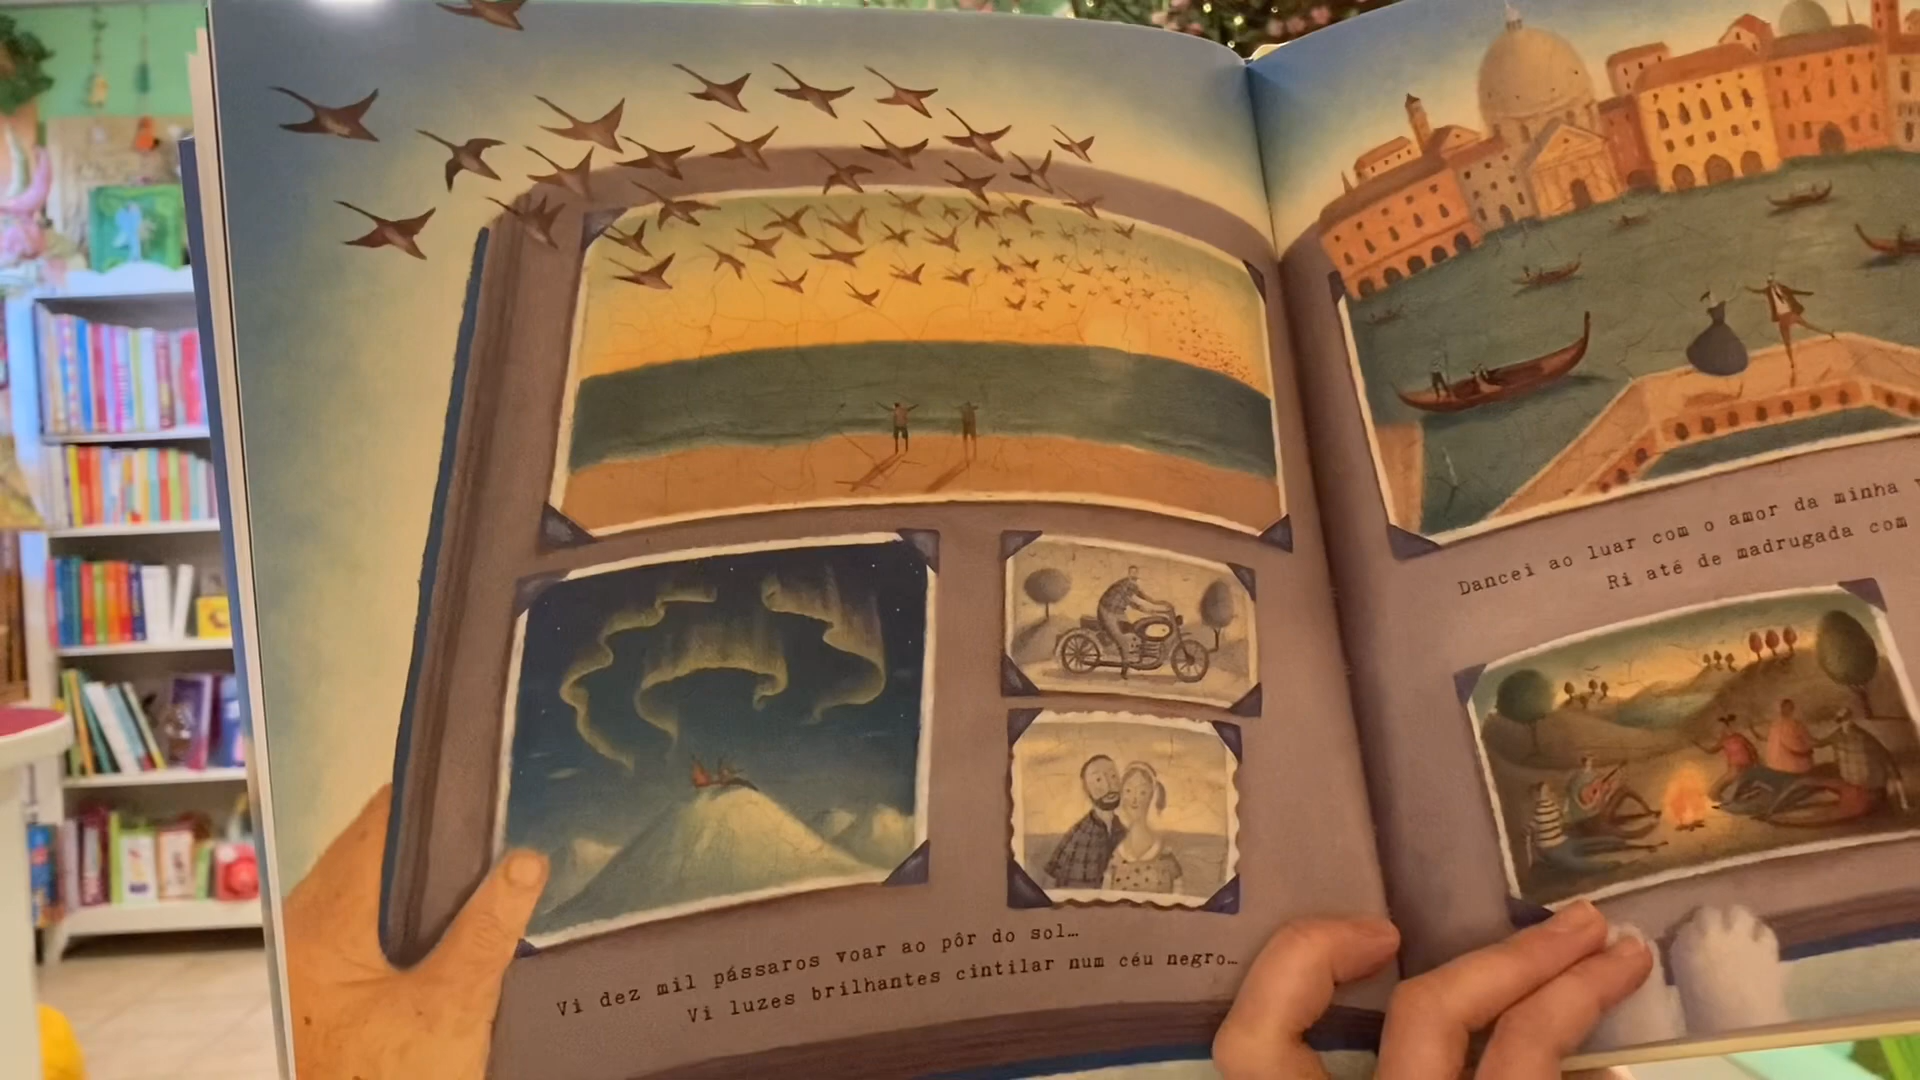 Vi dez mil pássaros voar ao pôr do sol…
Vi luzes brilhantes cintilar num céu negro…
Dancei ao luar com o amor da minha
Ri até de madrugada com